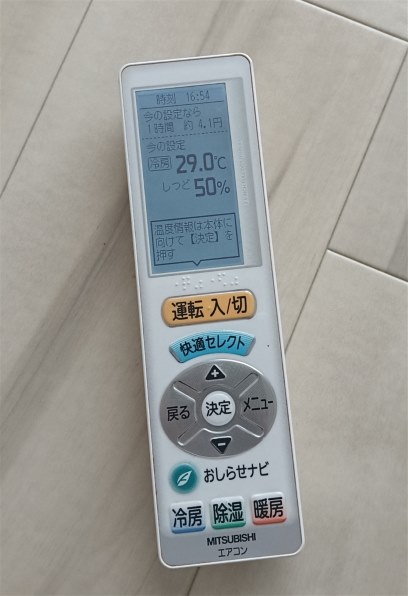 時刻 16:54
今の設定なら
1時間 約 4.1円
今の設定
冷房 29.0℃
しつど 50%
温度情報は本体に
向けて【決定】を
押す
運転 入/切
快適セレクト
+
戻る 決定 メニュー
−
おしらせナビ
冷房 除湿 暖房
MITSUBISHI
エアコン